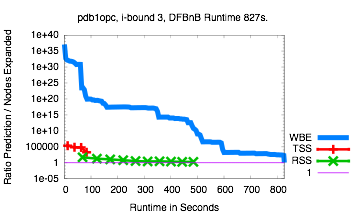 pdb1opc, i-bound 3, DFBnB Runtime 827s.
Ratio Prediction / Nodes Expanded
1e+40
1e+35
1e+30
1e+25
1e+20
1e+15
1e+10
100000
1
1e-05
0 100 200 300 400 500 600 700 800
Runtime in Seconds
WBE
TSS
RSS
1